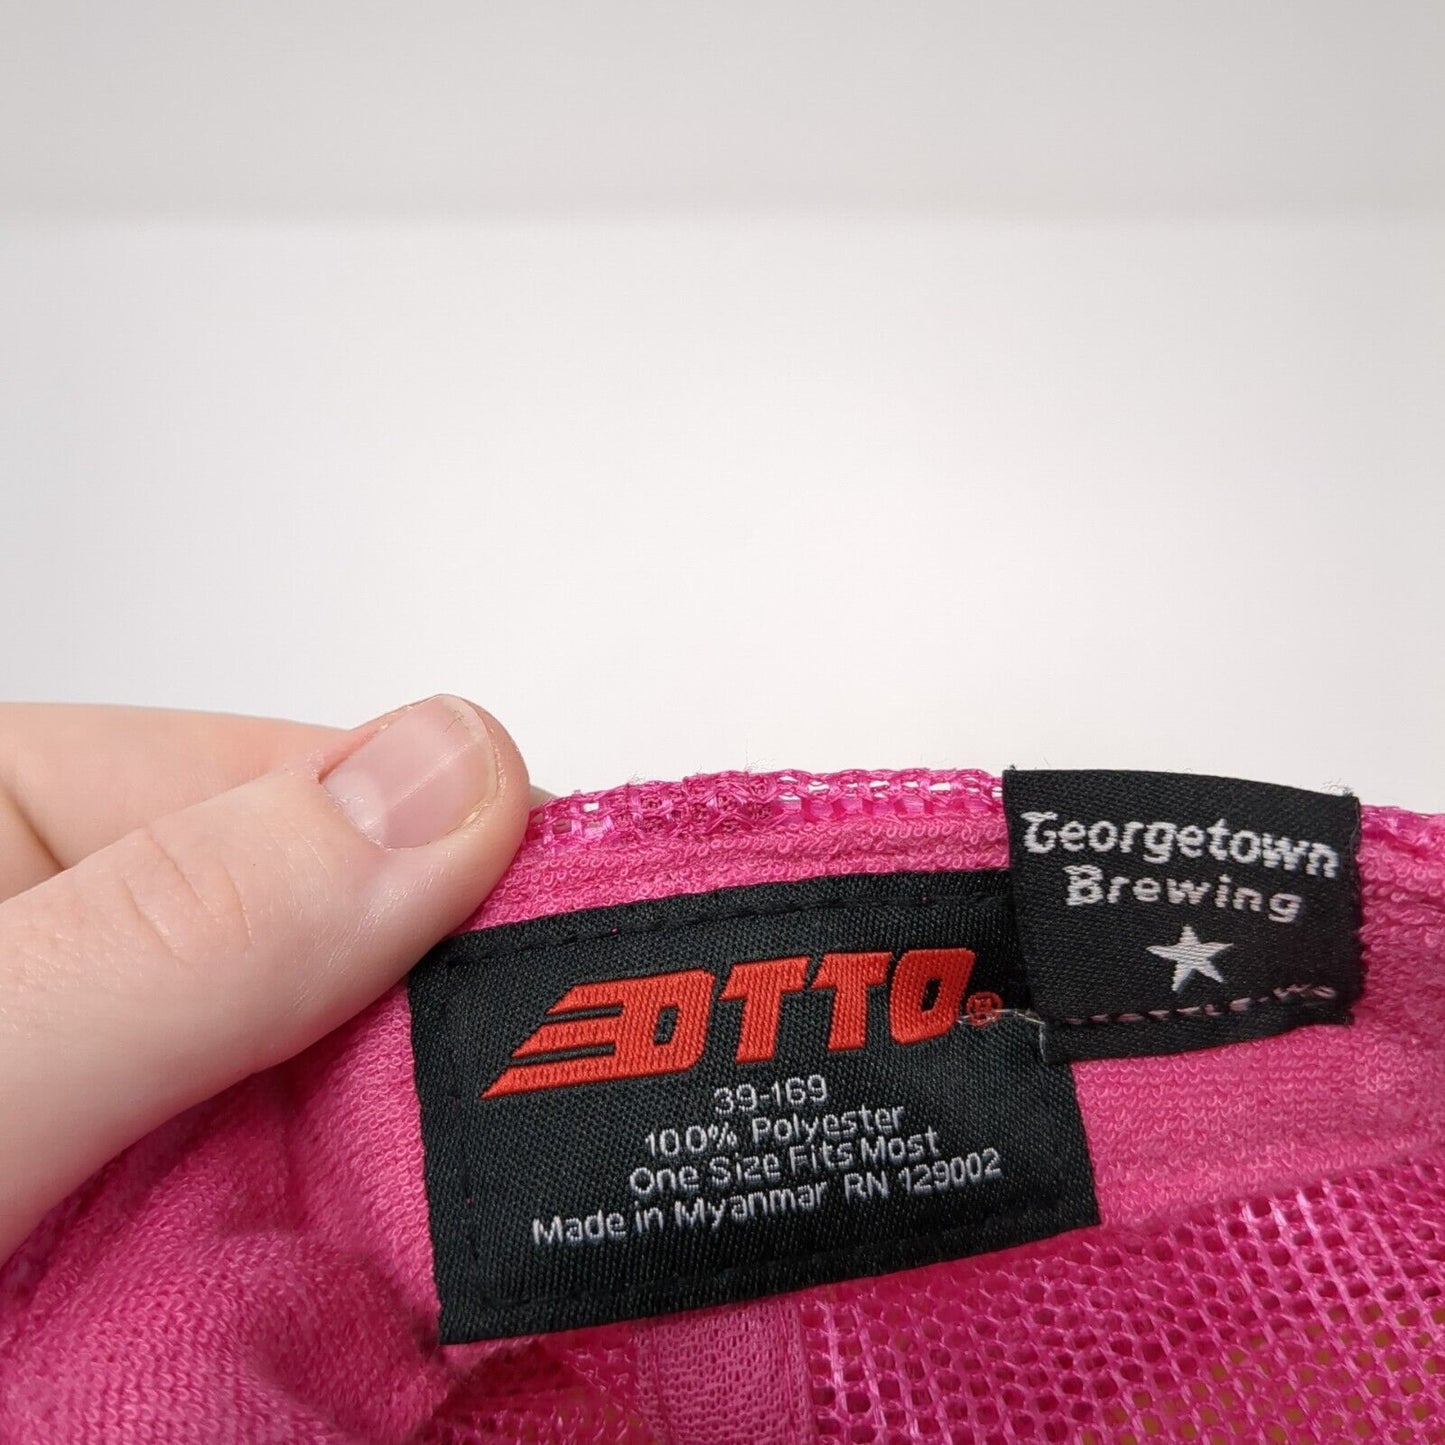 OTTO®
39-169
100% Polyester
One Size Fits Most
Made in Myanmar RN 129002
Georgetown
Brewing